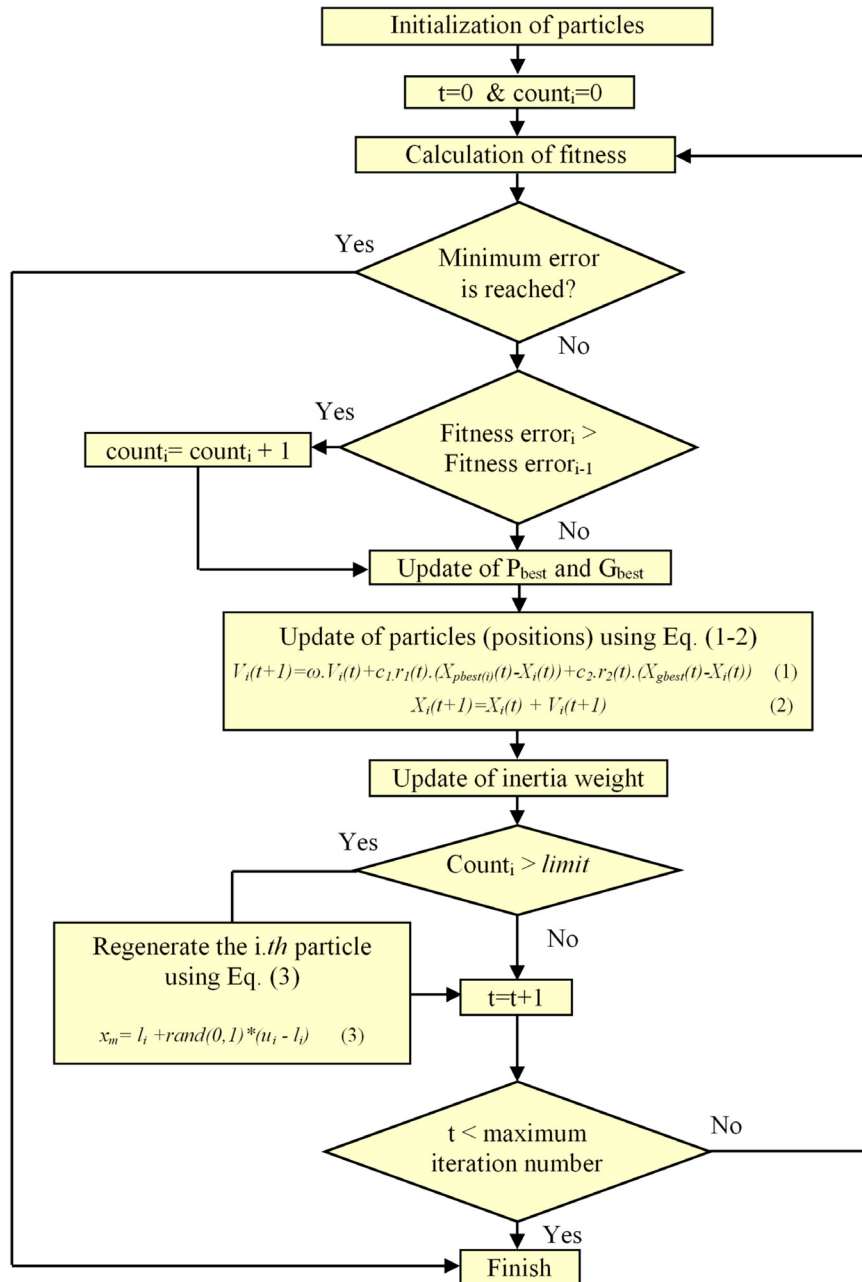 Initialization of particles
t=0 & countᵢ=0
Calculation of fitness
Yes
Minimum error
is reached?
No
Yes
Fitness errorᵢ >
Fitness errorᵢ₋₁
countᵢ= countᵢ + 1
No
Update of P_best and G_best
Update of particles (positions) using Eq. (1-2)
Vᵢ(t+1)=ω.Vᵢ(t)+c₁.r₁(t).(X_pbest(i)(t)-Xᵢ(t))+c₂.r₂(t).(X_gbest(t)-Xᵢ(t)) (1)
Xᵢ(t+1)=Xᵢ(t) + Vᵢ(t+1) (2)
Update of inertia weight
Yes
Countᵢ > limit
No
Regenerate the i.th particle
using Eq. (3)
xₘ= lᵢ +rand(0,1)*(uᵢ - lᵢ) (3)
t=t+1
t < maximum
iteration number
No
Yes
Finish